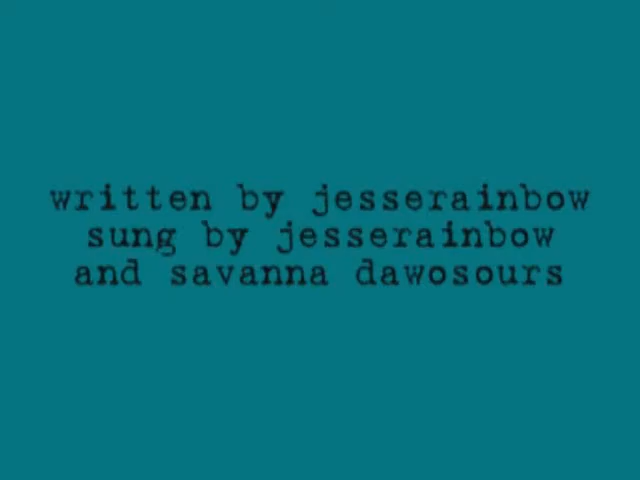 written by jesserainbow
sung by jesserainbow
and savanna dawosours